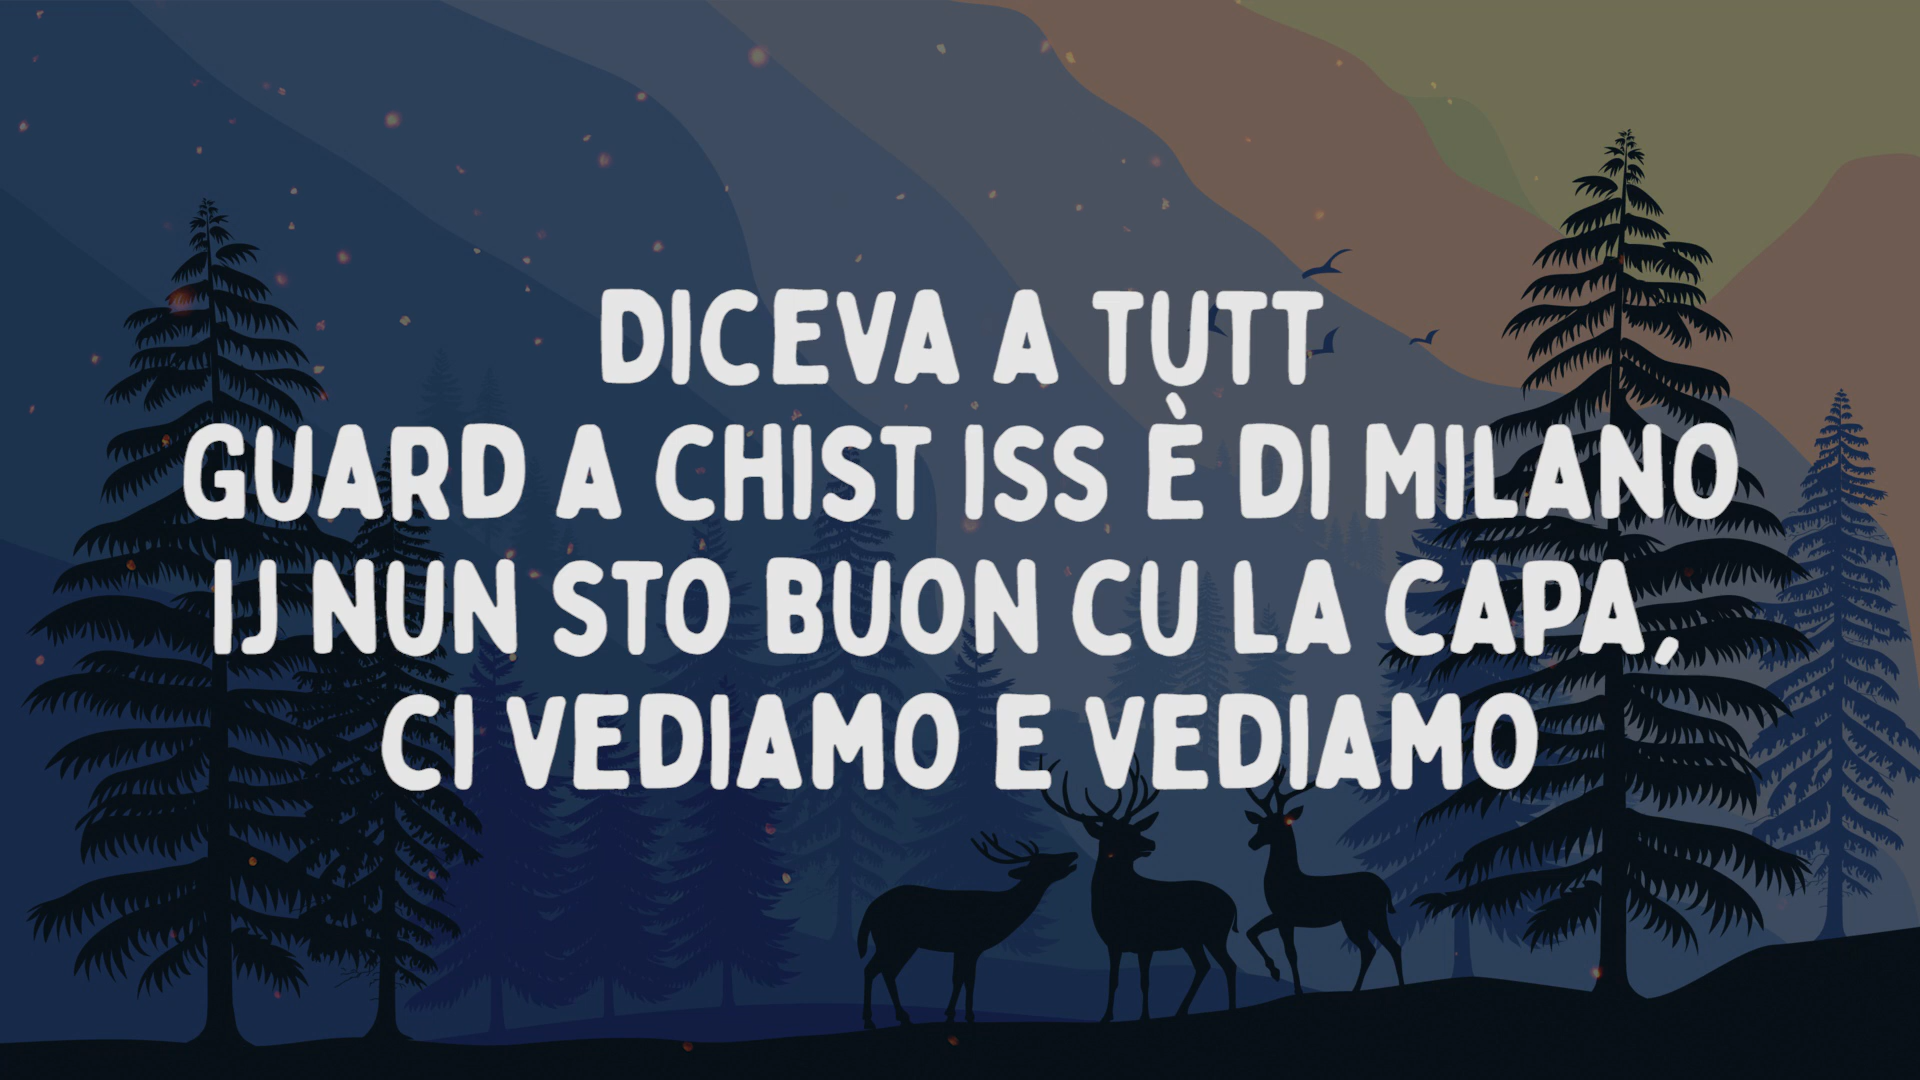 DICEVA A TUTT
GUARD A CHIST ISS È DI MILANO
IJ NUN STO BUON CU LA CAPA,
CI VEDIAMO E VEDIAMO